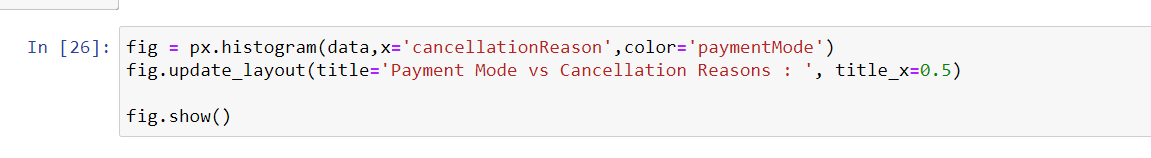 In [26]: fig = px.histogram(data,x='cancellationReason',color='paymentMode')
fig.update_layout(title='Payment Mode vs Cancellation Reasons : ', title_x=0.5)
fig.show()